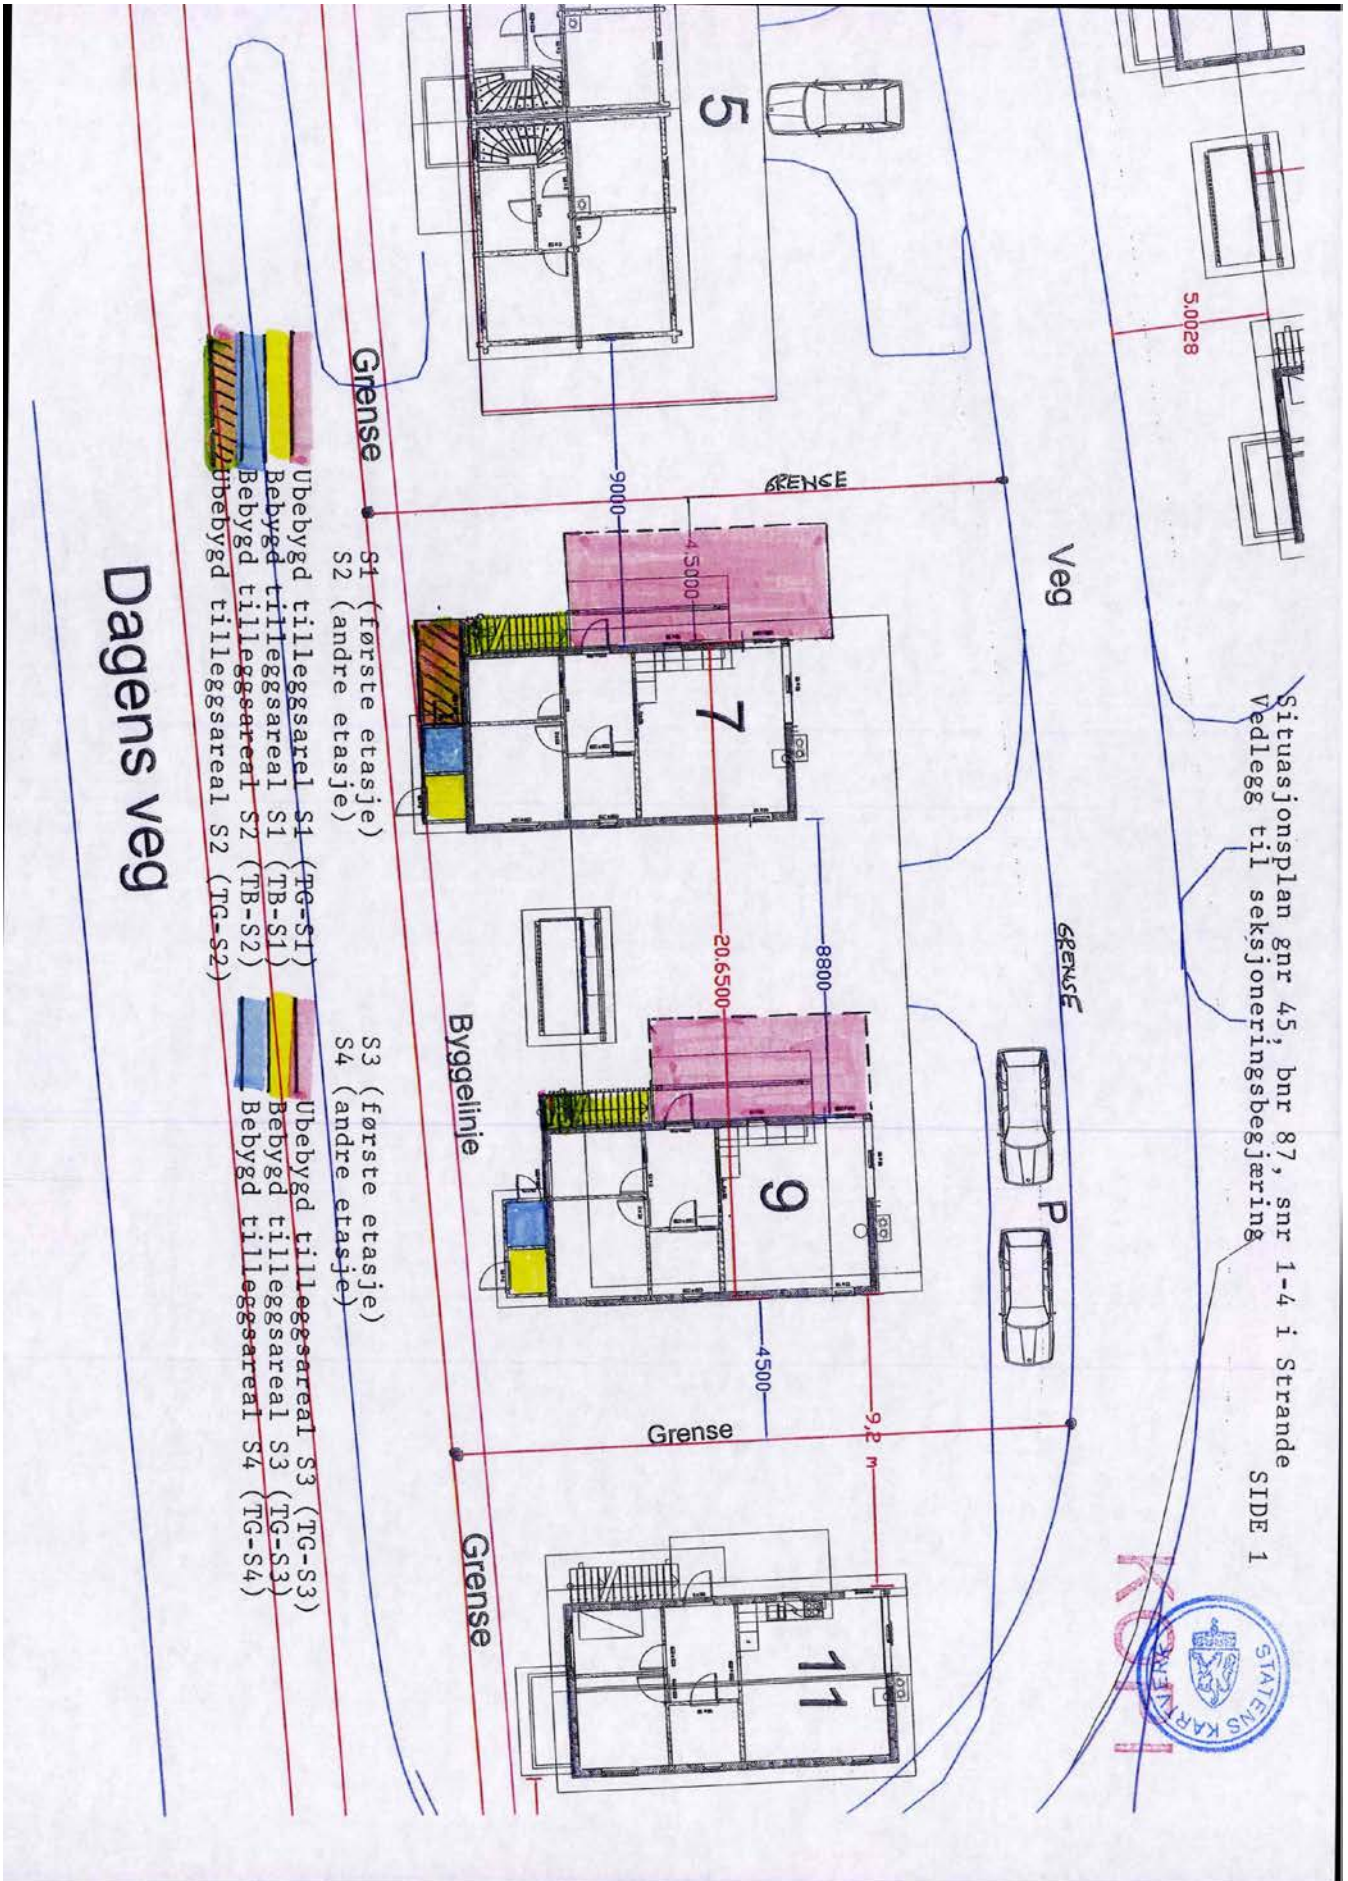 Situasjonsplan gnr 45, bnr 87, snr 1-4 i Strande
Vedlegg til seksjoneringsbegjæring
SIDE 1
KOPI
STATENS KARTVERK
5.0028
Veg
GRENSE
P
5
GRENSE
9000
4.5000
7
8800
20.6500
9
4500
9,2 m
Grense
11
Grense
Byggelinje
Grense
S1 (første etasje)
S2 (andre etasje)
Ubebygd tilleggsarel S1 (TG-S1)
Bebygd tilleggsareal S1 (TB-S1)
Bebygd tilleggsareal S2 (TB-S2)
Ubebygd tilleggsareal S2 (TG-S2)
S3 (første etasje)
S4 (andre etasje)
Ubebygd tilleggsareal S3 (TG-S3)
Bebygd tilleggsareal S3 (TG-S3)
Bebygd tilleggsareal S4 (TG-S4)
Dagens veg